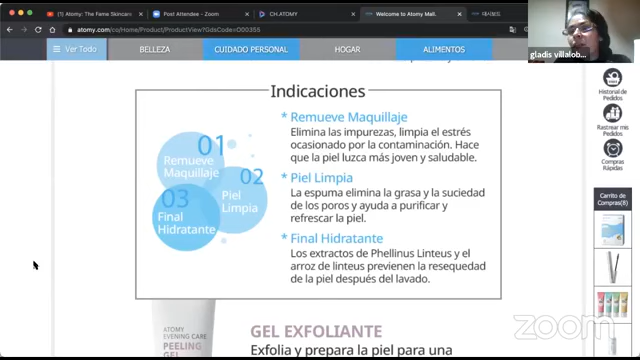 Atomy: The Fame Skincare
Post Attendee - Zoom
CH.ATOMY
Welcome to Atomy Mall.
atomy.com/co/Home/Product/ProductView?GdsCode=D00355
Ver Todo
BELLEZA
CUIDADO PERSONAL
HOGAR
ALIMENTOS
gladis villalob...
Historial de
Pedidos
Rastrear mis
Pedidos
Compras
Rápidas
Carrito de
Compras(8)
Indicaciones
01
Remueve
Maquillaje
02
Piel
Limpia
03
Final
Hidratante
* Remueve Maquillaje
Elimina las impurezas, limpia el estrés
ocasionado por la contaminación. Hace
que la piel luzca más joven y saludable.
* Piel Limpia
La espuma elimina la grasa y la suciedad
de los poros y ayuda a purificar y
refrescar la piel.
* Final Hidratante
Los extractos de Phellinus Linteus y el
arroz de linteus previenen la resequedad
de la piel después del lavado.
ATOMY
EVENING CARE
PEELING
GEL
GEL EXFOLIANTE
Exfolia y prepara la piel para una
zoom